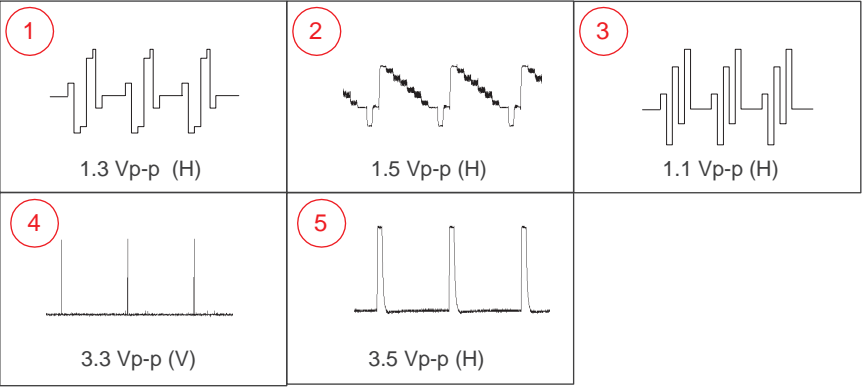 1
2
3
1.3 Vp-p (H)
1.5 Vp-p (H)
1.1 Vp-p (H)
4
5
3.3 Vp-p (V)
3.5 Vp-p (H)